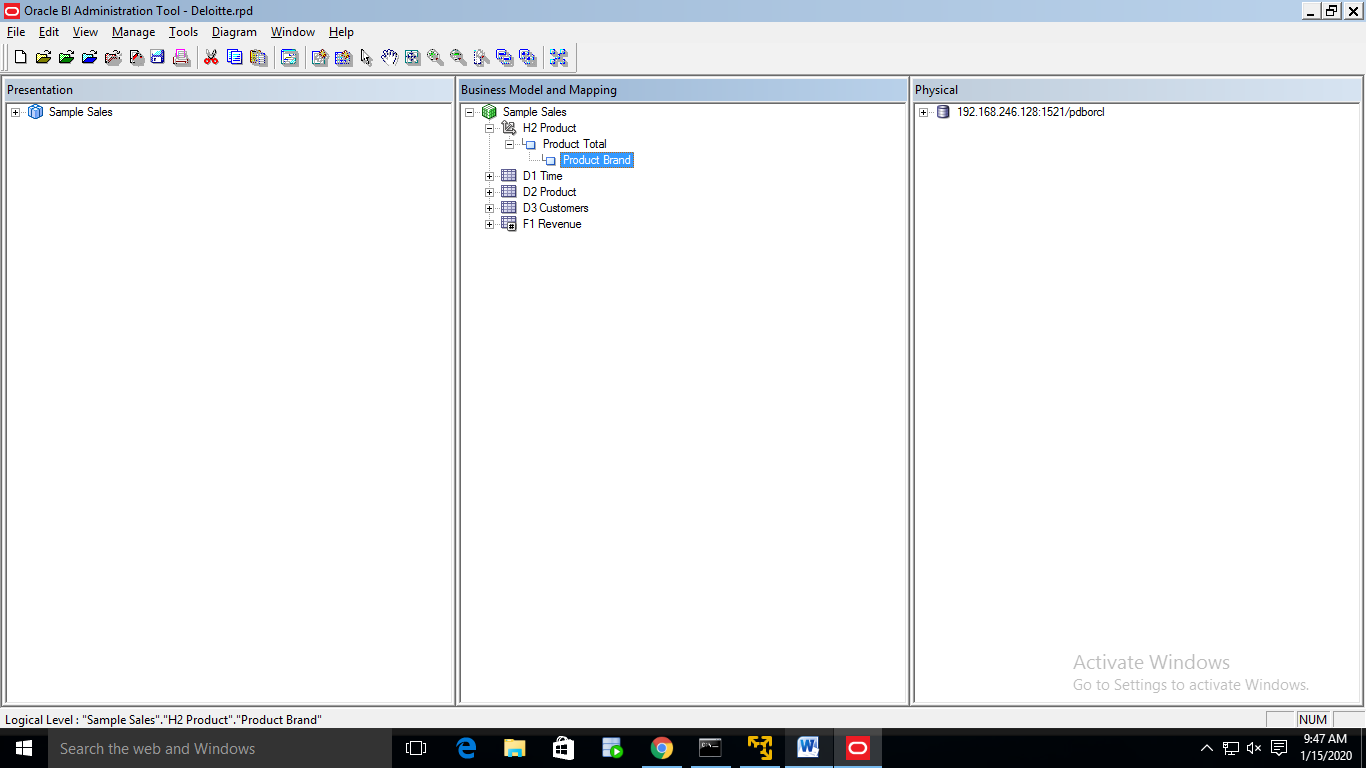 Oracle BI Administration Tool - Deloitte.rpd
File Edit View Manage Tools Diagram Window Help
Presentation
Sample Sales
Business Model and Mapping
Sample Sales
H2 Product
Product Total
Product Brand
D1 Time
D2 Product
D3 Customers
F1 Revenue
Physical
192.168.246.128:1521/pdborcl
Activate Windows
Go to Settings to activate Windows.
Logical Level : "Sample Sales"."H2 Product"."Product Brand"
NUM
Search the web and Windows
9:47 AM
1/15/2020